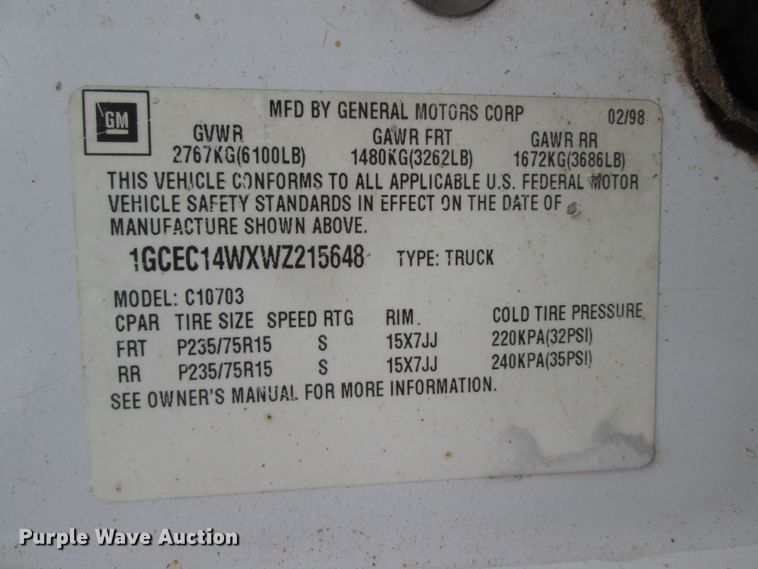 GM
MFD BY GENERAL MOTORS CORP 02/98
GVWR GAWR FRT GAWR RR
2767KG(6100LB) 1480KG(3262LB) 1672KG(3686LB)
THIS VEHICLE CONFORMS TO ALL APPLICABLE U.S. FEDERAL MOTOR
VEHICLE SAFETY STANDARDS IN EFFECT ON THE DATE OF
MANUFACTURE SHOWN ABOVE.
1GCEC14WXWZ215648 TYPE: TRUCK
MODEL: C10703
CPAR TIRE SIZE SPEED RTG RIM COLD TIRE PRESSURE
FRT P235/75R15 S 15X7JJ 220KPA(32PSI)
RR P235/75R15 S 15X7JJ 240KPA(35PSI)
SEE OWNER'S MANUAL FOR MORE INFORMATION.
Purple Wave Auction